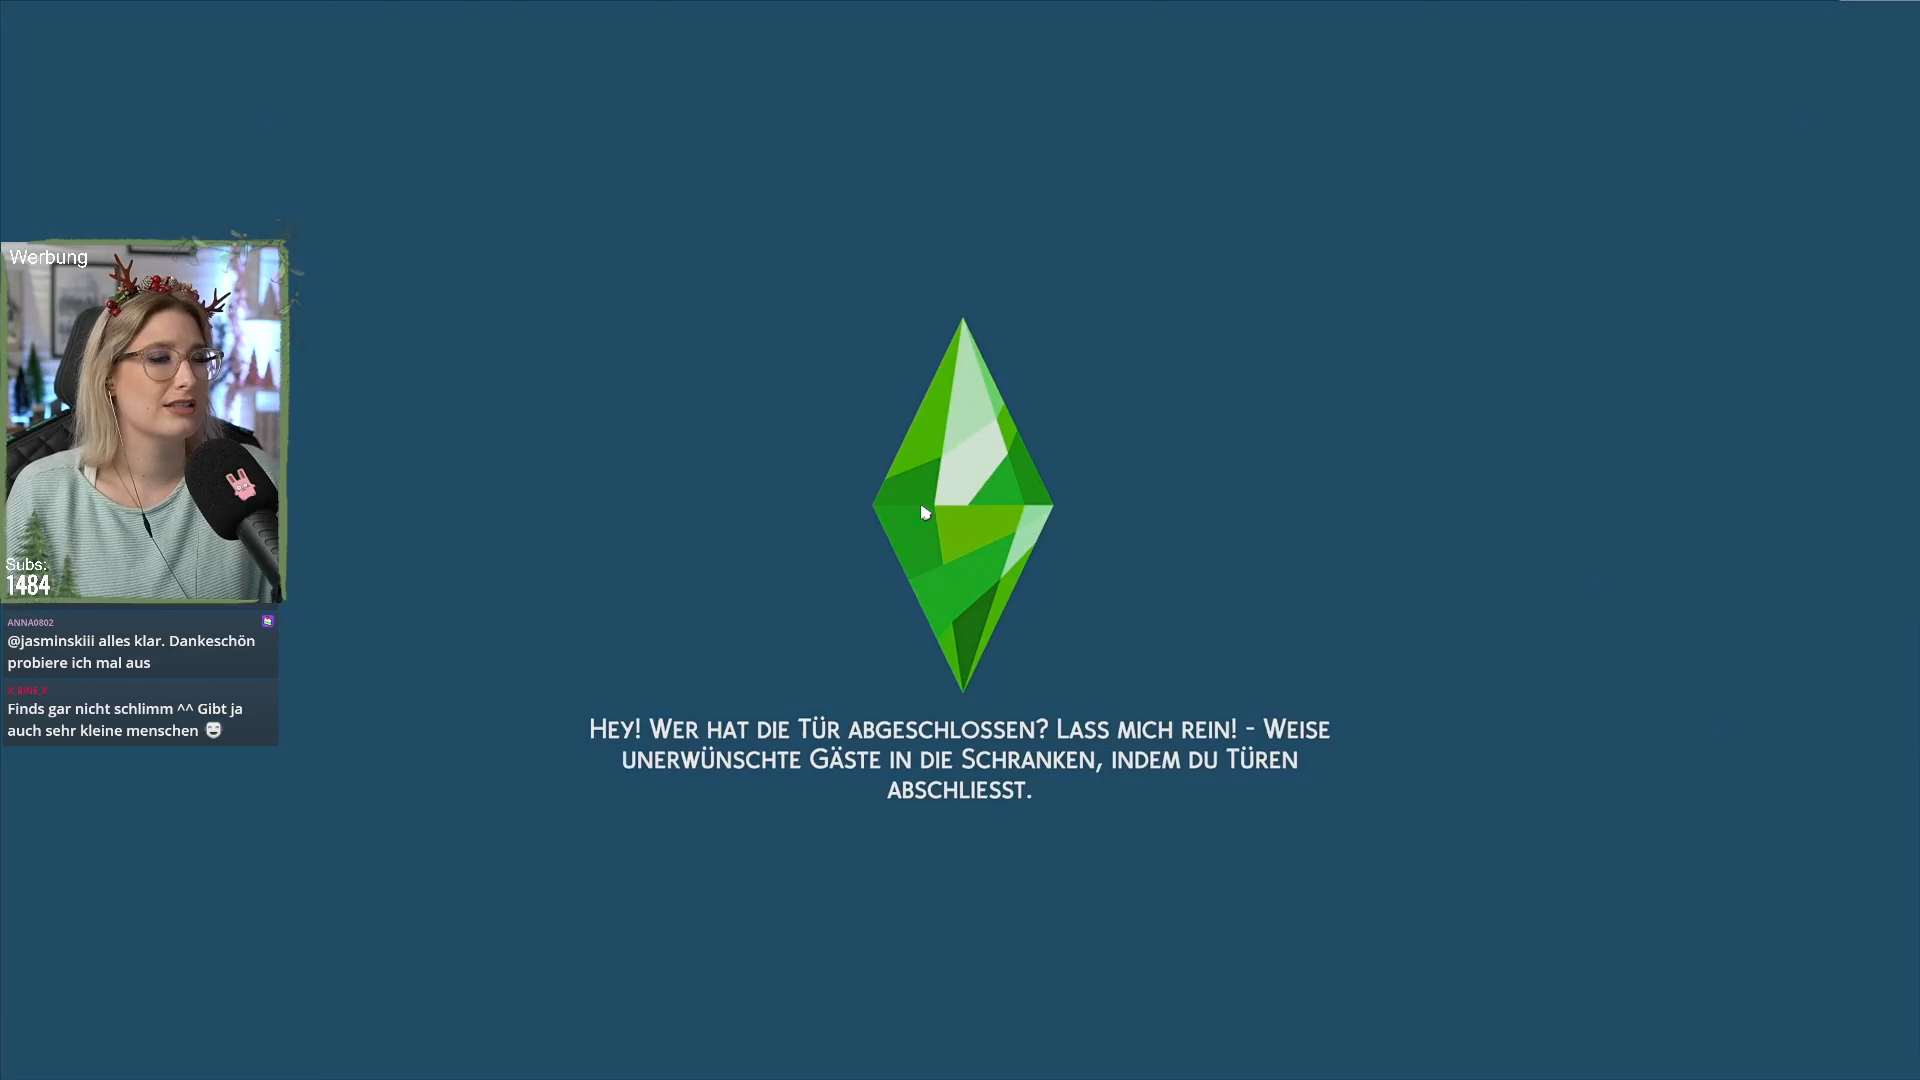 Werbung
Subs:
1484
ANNA0802
@jasminskiii alles klar. Dankeschön
probiere ich mal aus
X_BINE_X
Finds gar nicht schlimm ^^ Gibt ja
auch sehr kleine menschen
Hey! Wer hat die Tür abgeschlossen? Lass mich rein! - Weise
unerwünschte Gäste in die Schranken, indem du Türen
abschliesst.